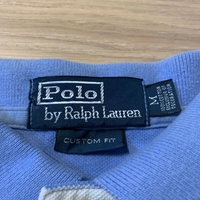 Polo
by Ralph Lauren
M
CUSTOM FIT